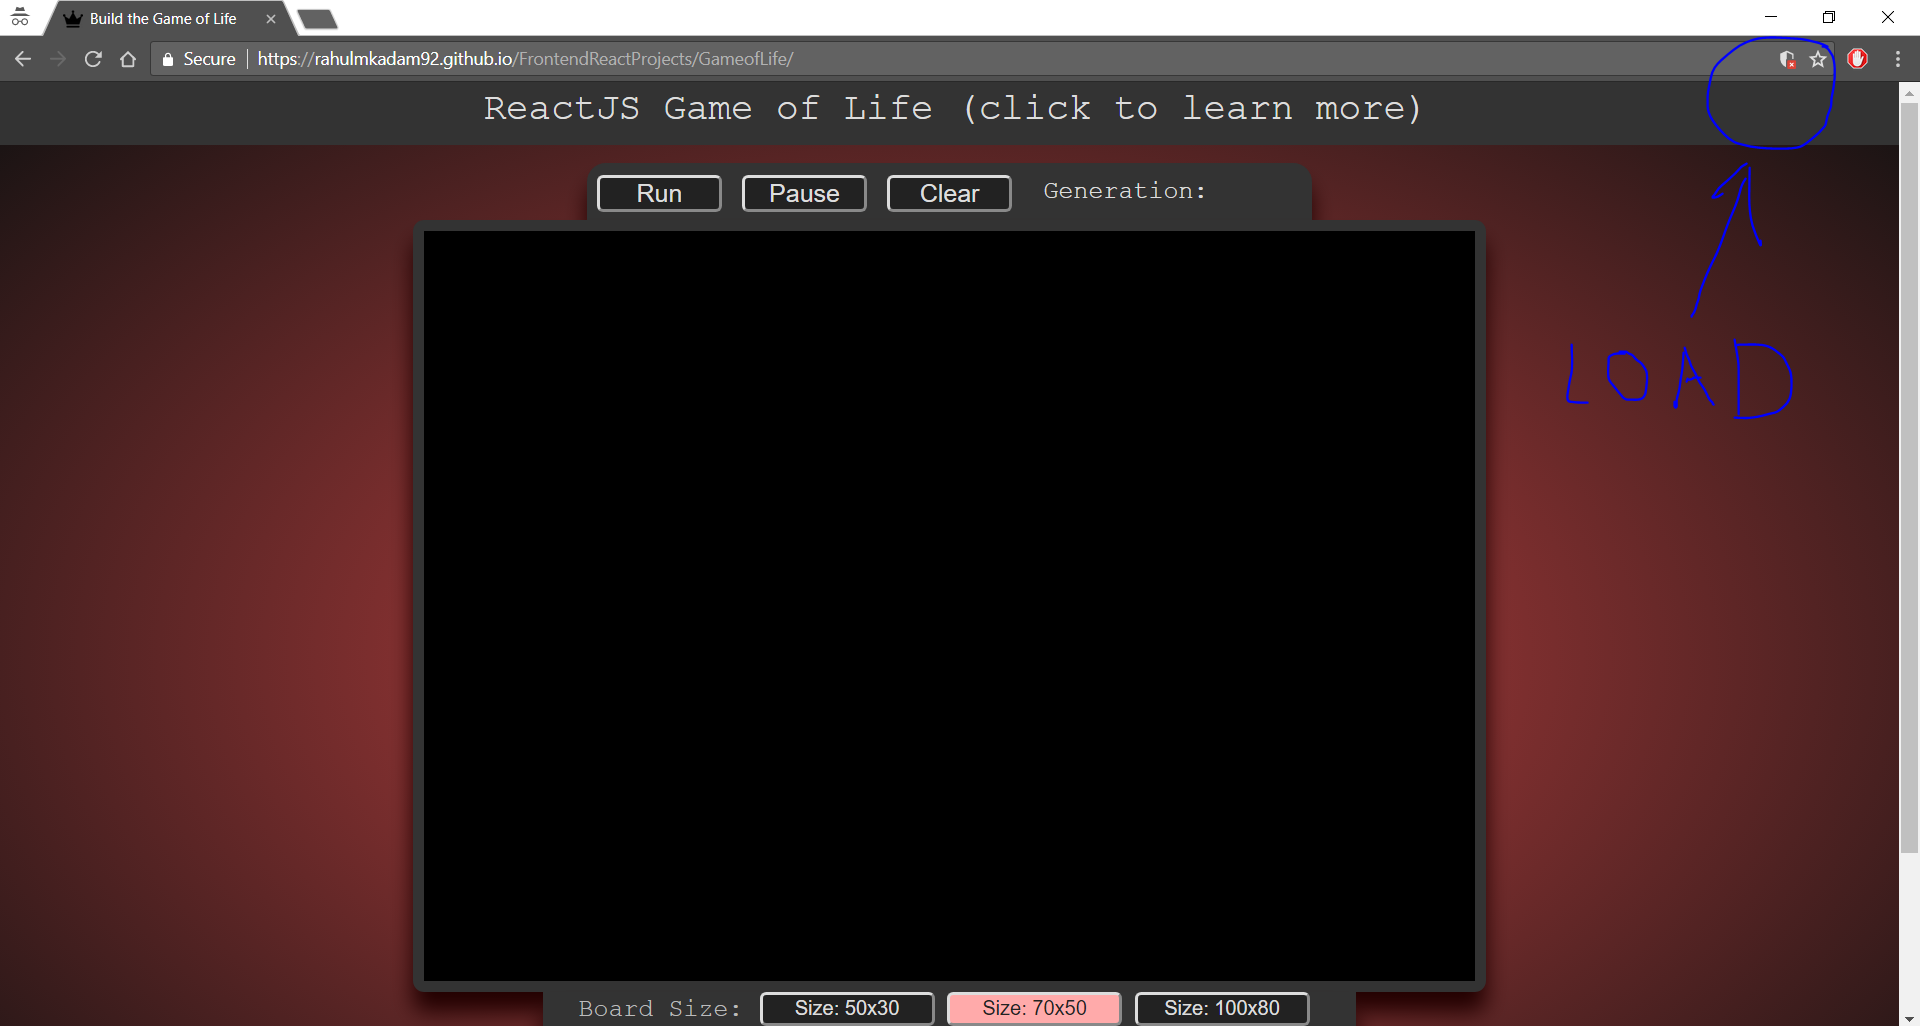 Build the Game of Life
Secure https://rahulmkadam92.github.io/FrontendReactProjects/GameofLife/
ReactJS Game of Life (click to learn more)
Run Pause Clear Generation:
LOAD
Board Size: Size: 50x30 Size: 70x50 Size: 100x80